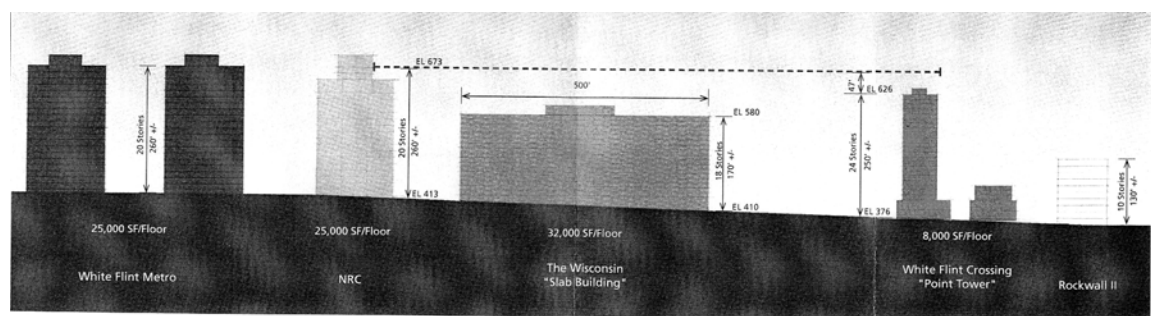 EL 673
500'
47'
EL 626
EL 580
20 Stories
260' +/-
20 Stories
260' +/-
18 Stories
170' +/-
24 Stories
250' +/-
10 Stories
130' +/-
EL 413
EL 410
EL 376
25,000 SF/Floor
25,000 SF/Floor
32,000 SF/Floor
8,000 SF/Floor
White Flint Metro
NRC
The Wisconsin
"Slab Building"
White Flint Crossing
"Point Tower"
Rockwall II